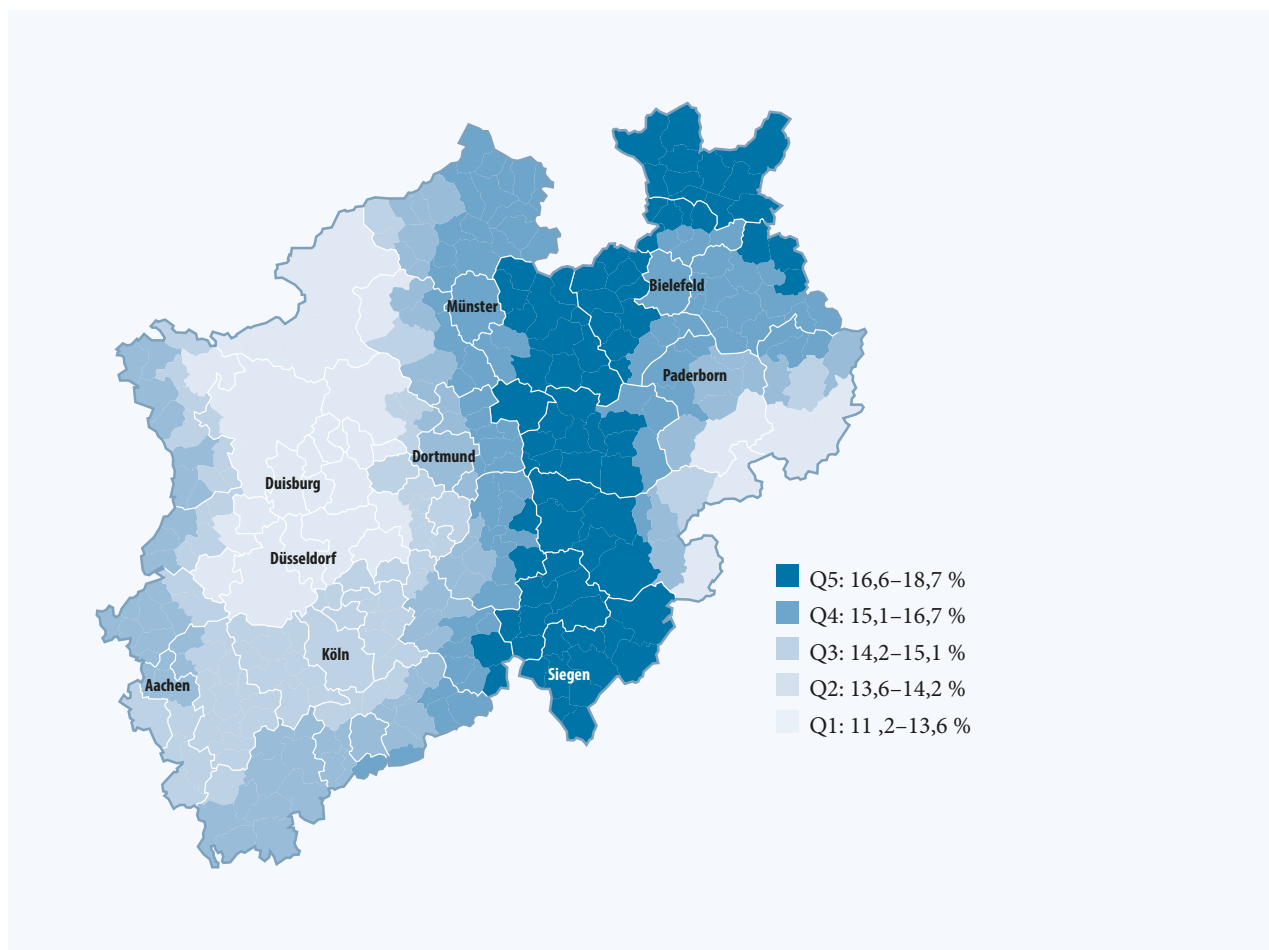 Münster
Bielefeld
Paderborn
Dortmund
Duisburg
Düsseldorf
Köln
Aachen
Siegen
Q5: 16,6–18,7 %
Q4: 15,1–16,7 %
Q3: 14,2–15,1 %
Q2: 13,6–14,2 %
Q1: 11 ,2–13,6 %